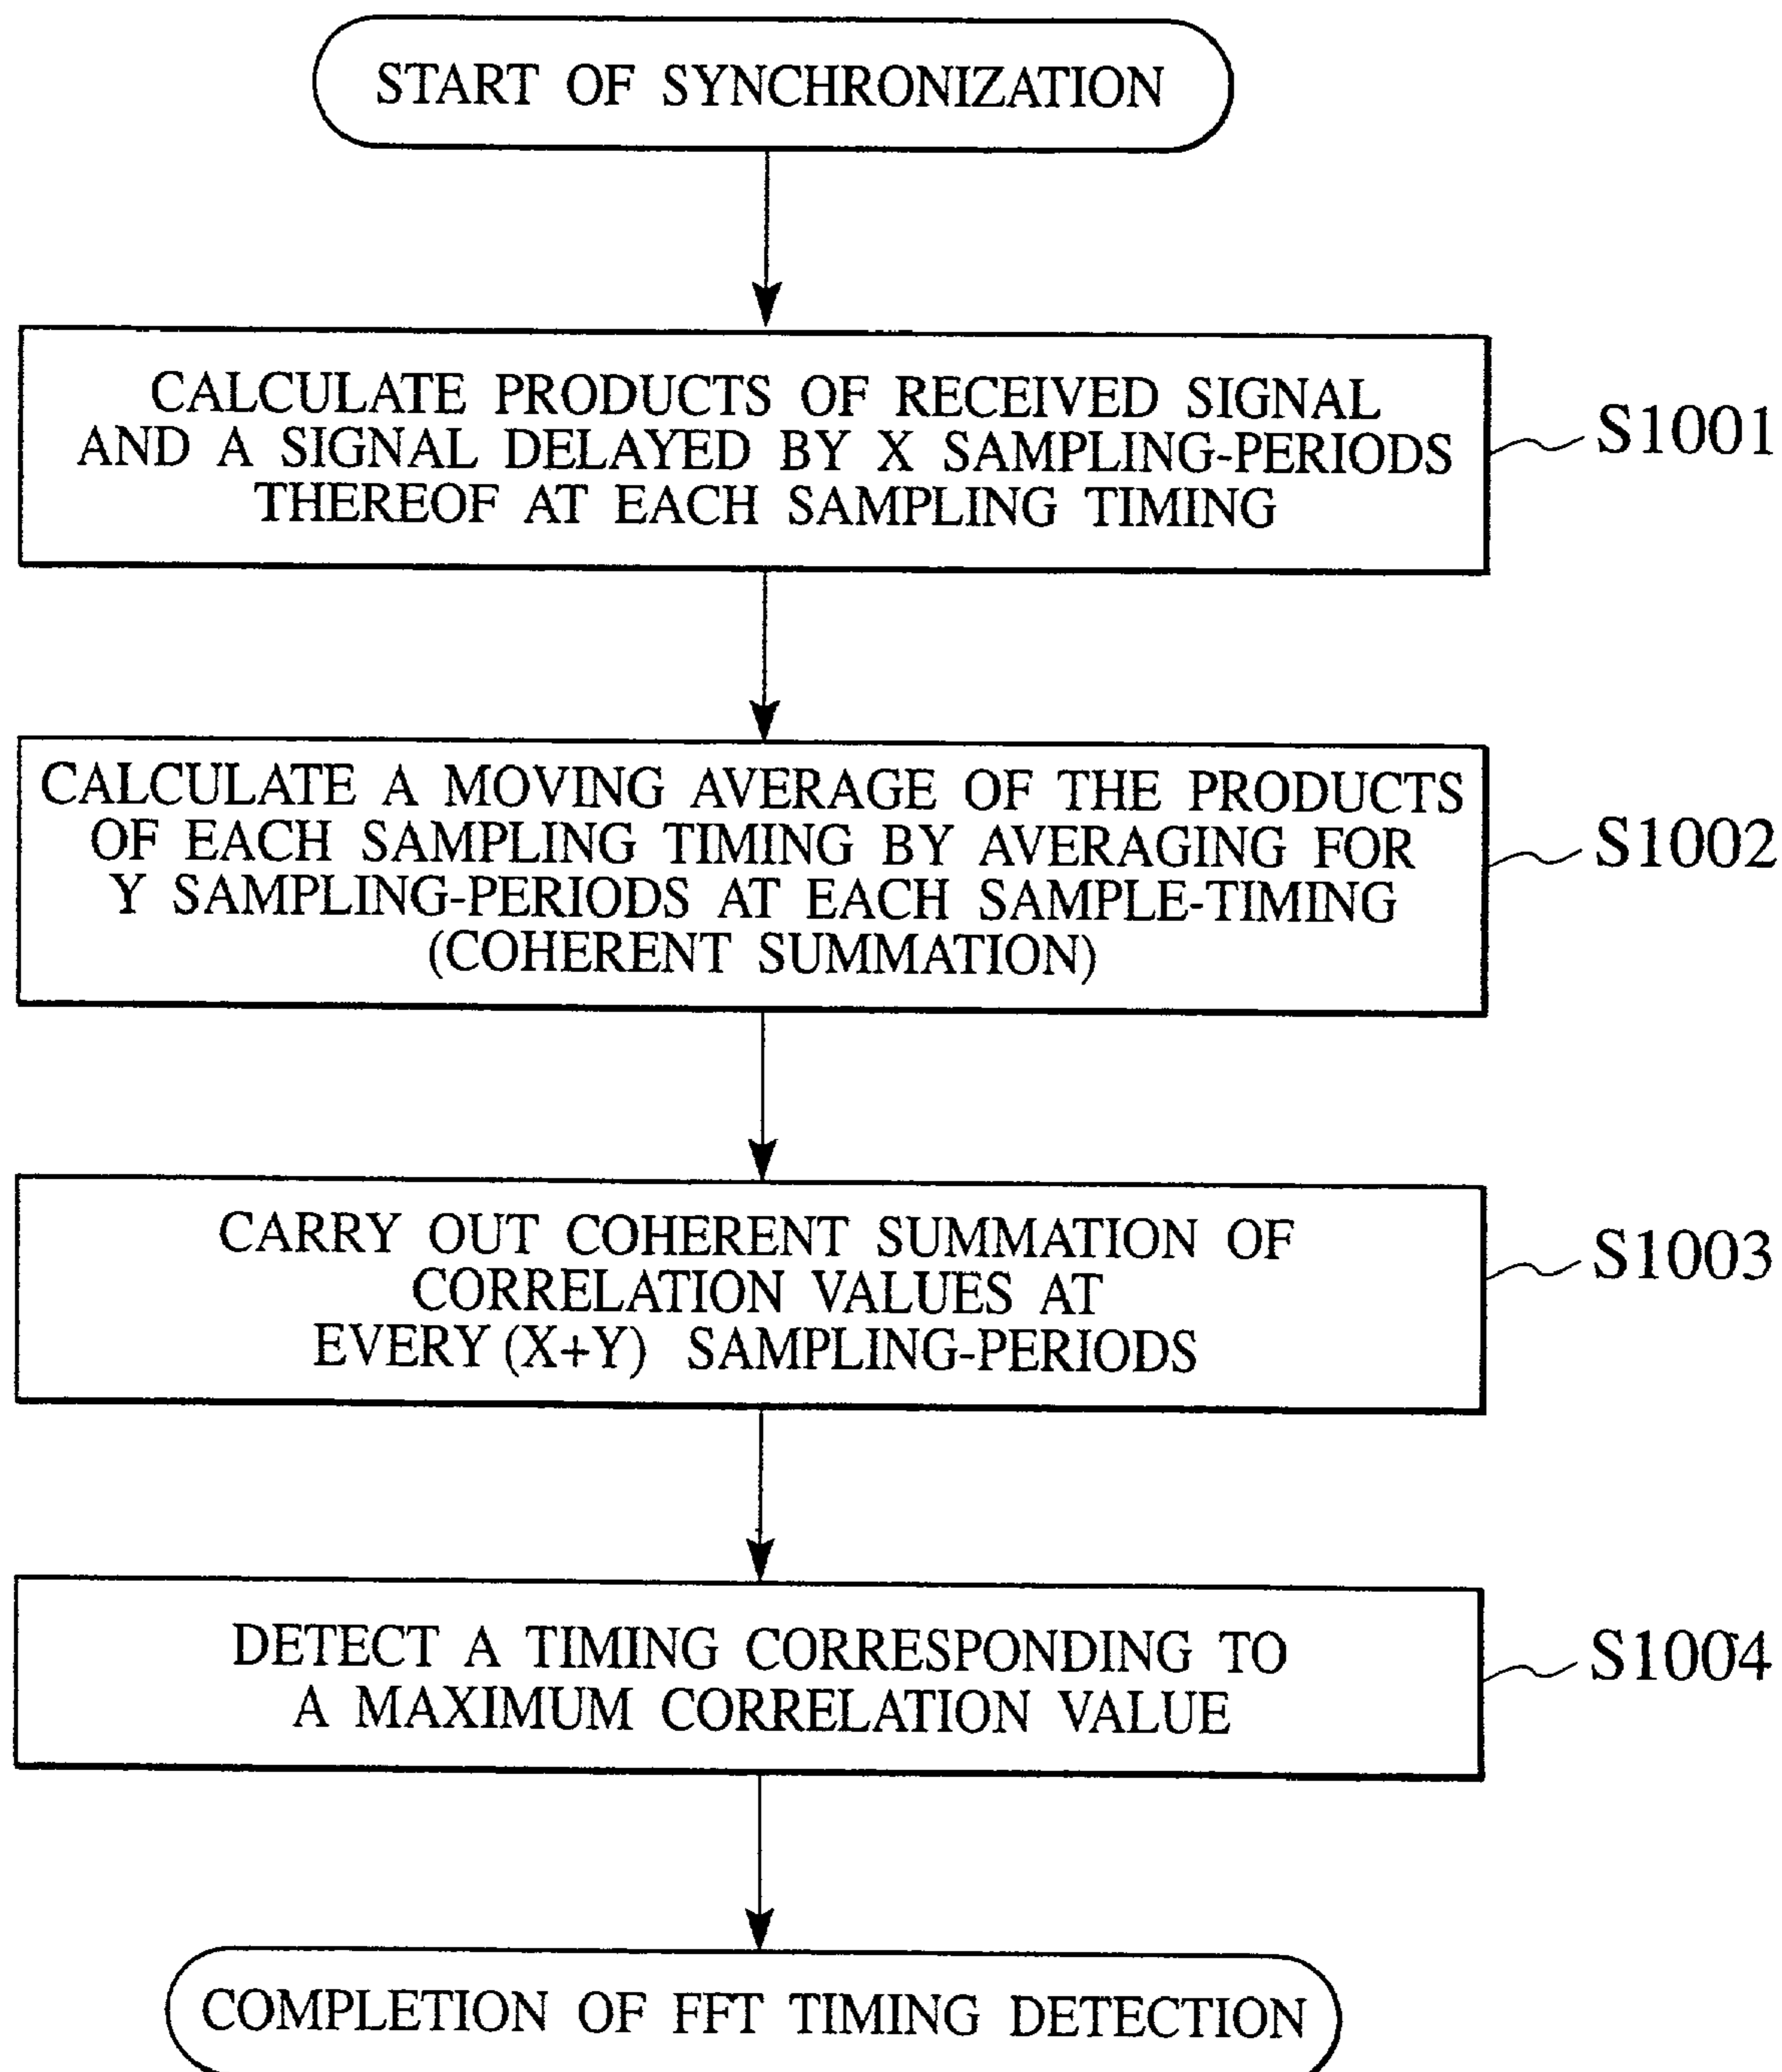 START OF SYNCHRONIZATION
CALCULATE PRODUCTS OF RECEIVED SIGNAL
AND A SIGNAL DELAYED BY X SAMPLING-PERIODS
THEREOF AT EACH SAMPLING TIMING
S1001
CALCULATE A MOVING AVERAGE OF THE PRODUCTS
OF EACH SAMPLING TIMING BY AVERAGING FOR
Y SAMPLING-PERIODS AT EACH SAMPLE-TIMING
(COHERENT SUMMATION)
S1002
CARRY OUT COHERENT SUMMATION OF
CORRELATION VALUES AT
EVERY (X+Y) SAMPLING-PERIODS
S1003
DETECT A TIMING CORRESPONDING TO
A MAXIMUM CORRELATION VALUE
S1004
COMPLETION OF FFT TIMING DETECTION